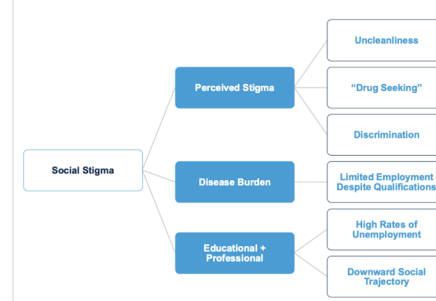 Uncleanliness
Perceived Stigma
“Drug Seeking”
Discrimination
Social Stigma
Disease Burden
Limited Employment
Despite Qualifications
Educational +
Professional
High Rates of
Unemployment
Downward Social
Trajectory